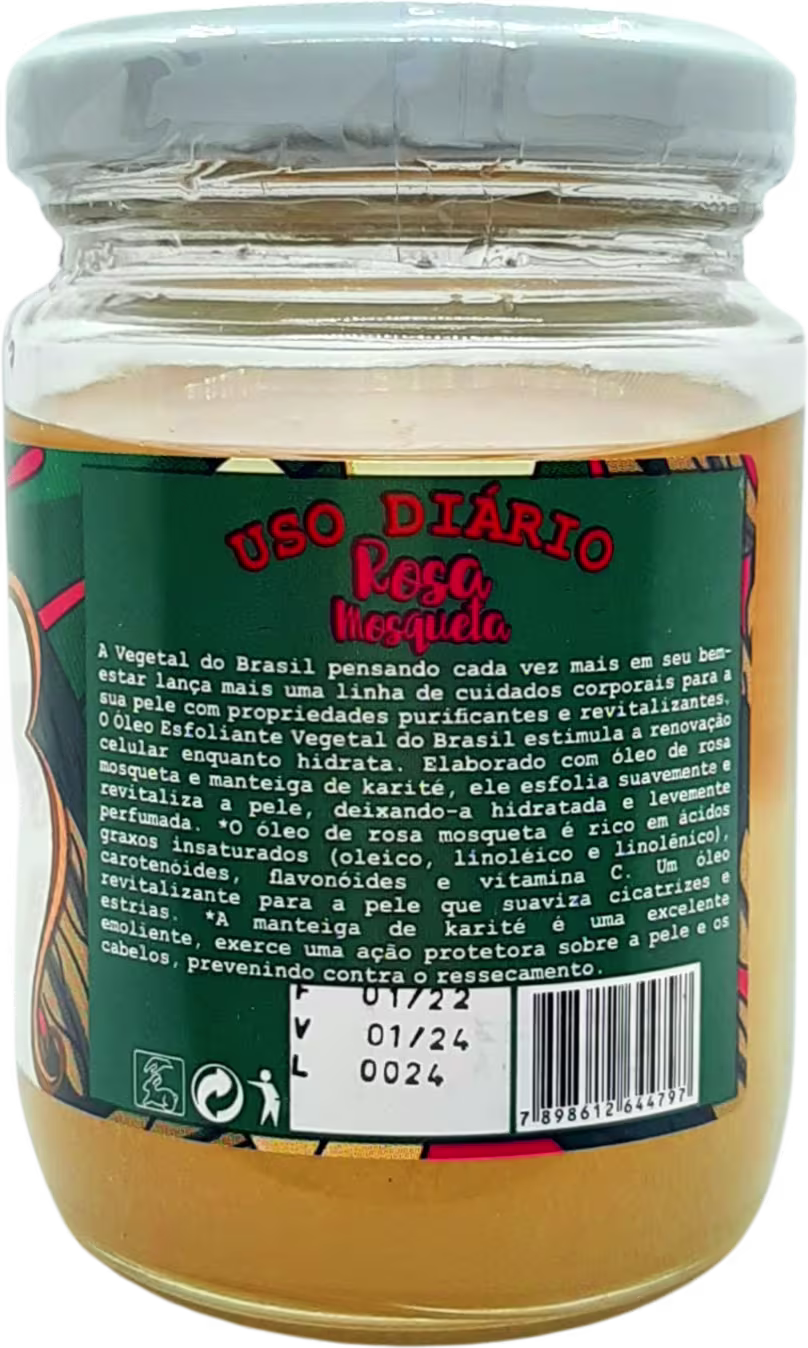 USO DIÁRIO
Rosa
Mosqueta
A Vegetal do Brasil pensando cada vez mais em seu bem-
estar lança mais uma linha de cuidados corporais para a
sua pele com propriedades purificantes e revitalizantes.
O Óleo Esfoliante Vegetal do Brasil estimula a renovação
celular enquanto hidrata. Elaborado com óleo de rosa
mosqueta e manteiga de karité, ele esfolia suavemente e
revitaliza a pele, deixando-a hidratada e levemente
perfumada. *O óleo de rosa mosqueta é rico em ácidos
graxos insaturados (oleico, linoléico e linolênico),
carotenóides, flavonóides e vitamina C. Um óleo
revitalizante para a pele que suaviza cicatrizes e
estrias. *A manteiga de karité é uma excelente
emoliente, exerce uma ação protetora sobre a pele e os
cabelos, prevenindo contra o ressecamento.
F 01/22
V 01/24
L 0024
7 898612 644797